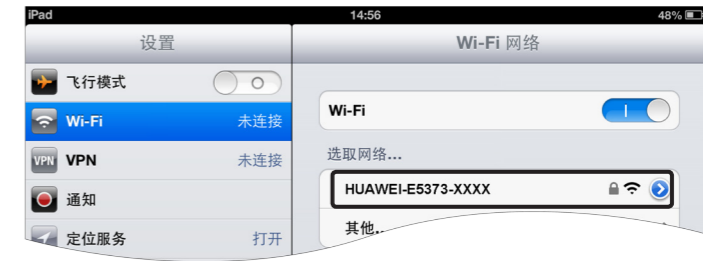 iPad 14:56 48%
设置
飞行模式
Wi-Fi 未连接
VPN VPN 未连接
通知
定位服务 打开
Wi-Fi 网络
Wi-Fi
选取网络...
HUAWEI-E5373-XXXX
其他...